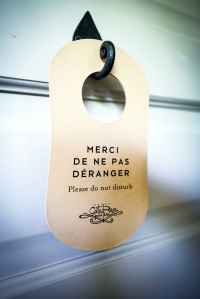 MERCI
DE NE PAS
DÉRANGER
Please do not disturb